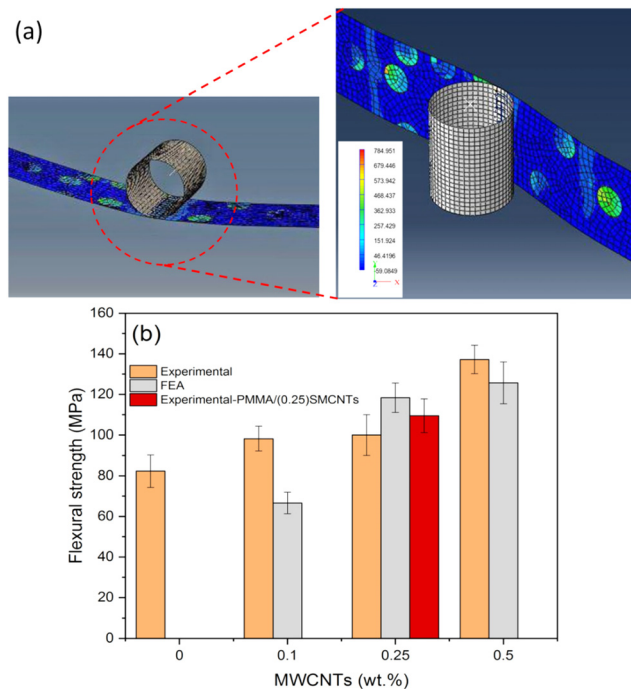 (a)
784.951
679.446
573.942
468.437
362.933
257.429
151.924
46.4196
-59.0849
Y
Z
X
(b)
Experimental
FEA
Experimental-PMMA/(0.25)SMCNTs
Flexural strength (MPa)
160
140
120
100
80
60
40
20
0
0
0.1
0.25
0.5
MWCNTs (wt.%)